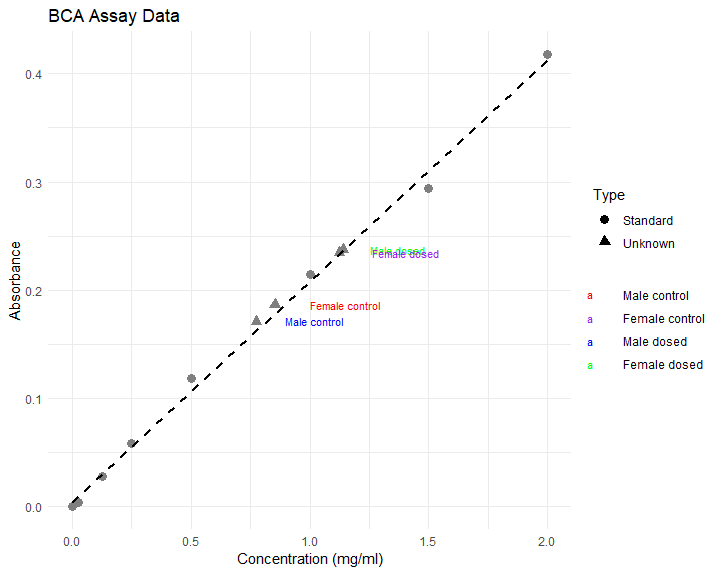 BCA Assay Data
Absorbance
0.4
0.3
0.2
0.1
0.0
Male dosed
Female dosed
Female control
Male control
0.0
0.5
1.0
1.5
2.0
Concentration (mg/ml)
Type
Standard
Unknown
a Male control
a Female control
a Male dosed
a Female dosed